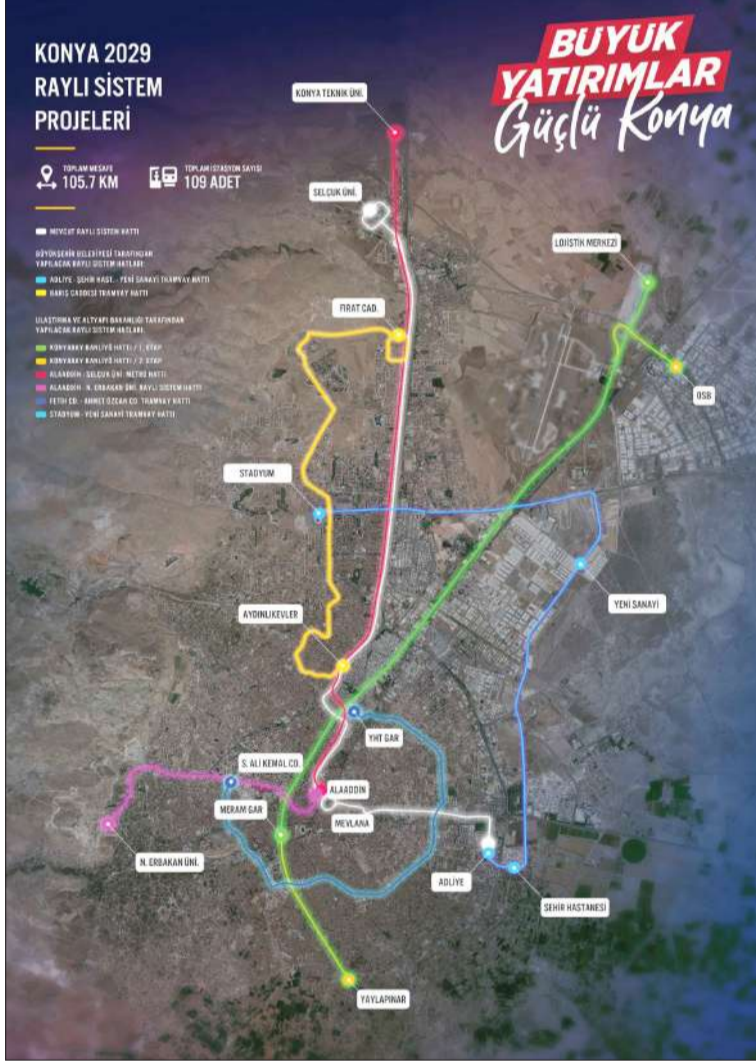 KONYA 2029
RAYLI SİSTEM
PROJELERİ
TOPLAM MESAFE
105.7 KM
TOPLAM İSTASYON SAYISI
109 ADET
MEVCUT RAYLI SİSTEM HATTI
BÜYÜKŞEHİR BELEDİYESİ TARAFINDAN
YAPILACAK RAYLI SİSTEM HATLARI:
ADLİYE - ŞEHİR HAST. - YENİ SANAYİ TRAMVAY HATTI
BARIŞ CADDESİ TRAMVAY HATTI
ULAŞTIRMA VE ALTYAPI BAKANLIĞI TARAFINDAN
YAPILACAK RAYLI SİSTEM HATLARI:
KONYARAY BANLİYÖ HATTI / 1. ETAP
KONYARAY BANLİYÖ HATTI / 2. ETAP
ALAADDİN - SELÇUK ÜNİ. METRO HATTI
ALAADDİN - N. ERBAKAN ÜNİ. RAYLI SİSTEM HATTI
FETİH CD. - AHMET ÖZCAN CD. TRAMVAY HATTI
STADYUM - YENİ SANAYİ TRAMVAY HATTI
BÜYÜK
YATIRIMLAR
Güçlü Konya
KONYA TEKNİK ÜNİ.
SELÇUK ÜNİ.
LOJİSTİK MERKEZİ
FIRAT CAD.
OSB
STADYUM
YENİ SANAYİ
AYDINLIKEVLER
YHT GAR
S. ALİ KEMAL CD.
ALAADDİN
MERAM GAR
MEVLANA
N. ERBAKAN ÜNİ.
ADLİYE
ŞEHİR HASTANESİ
YAYLAPINAR